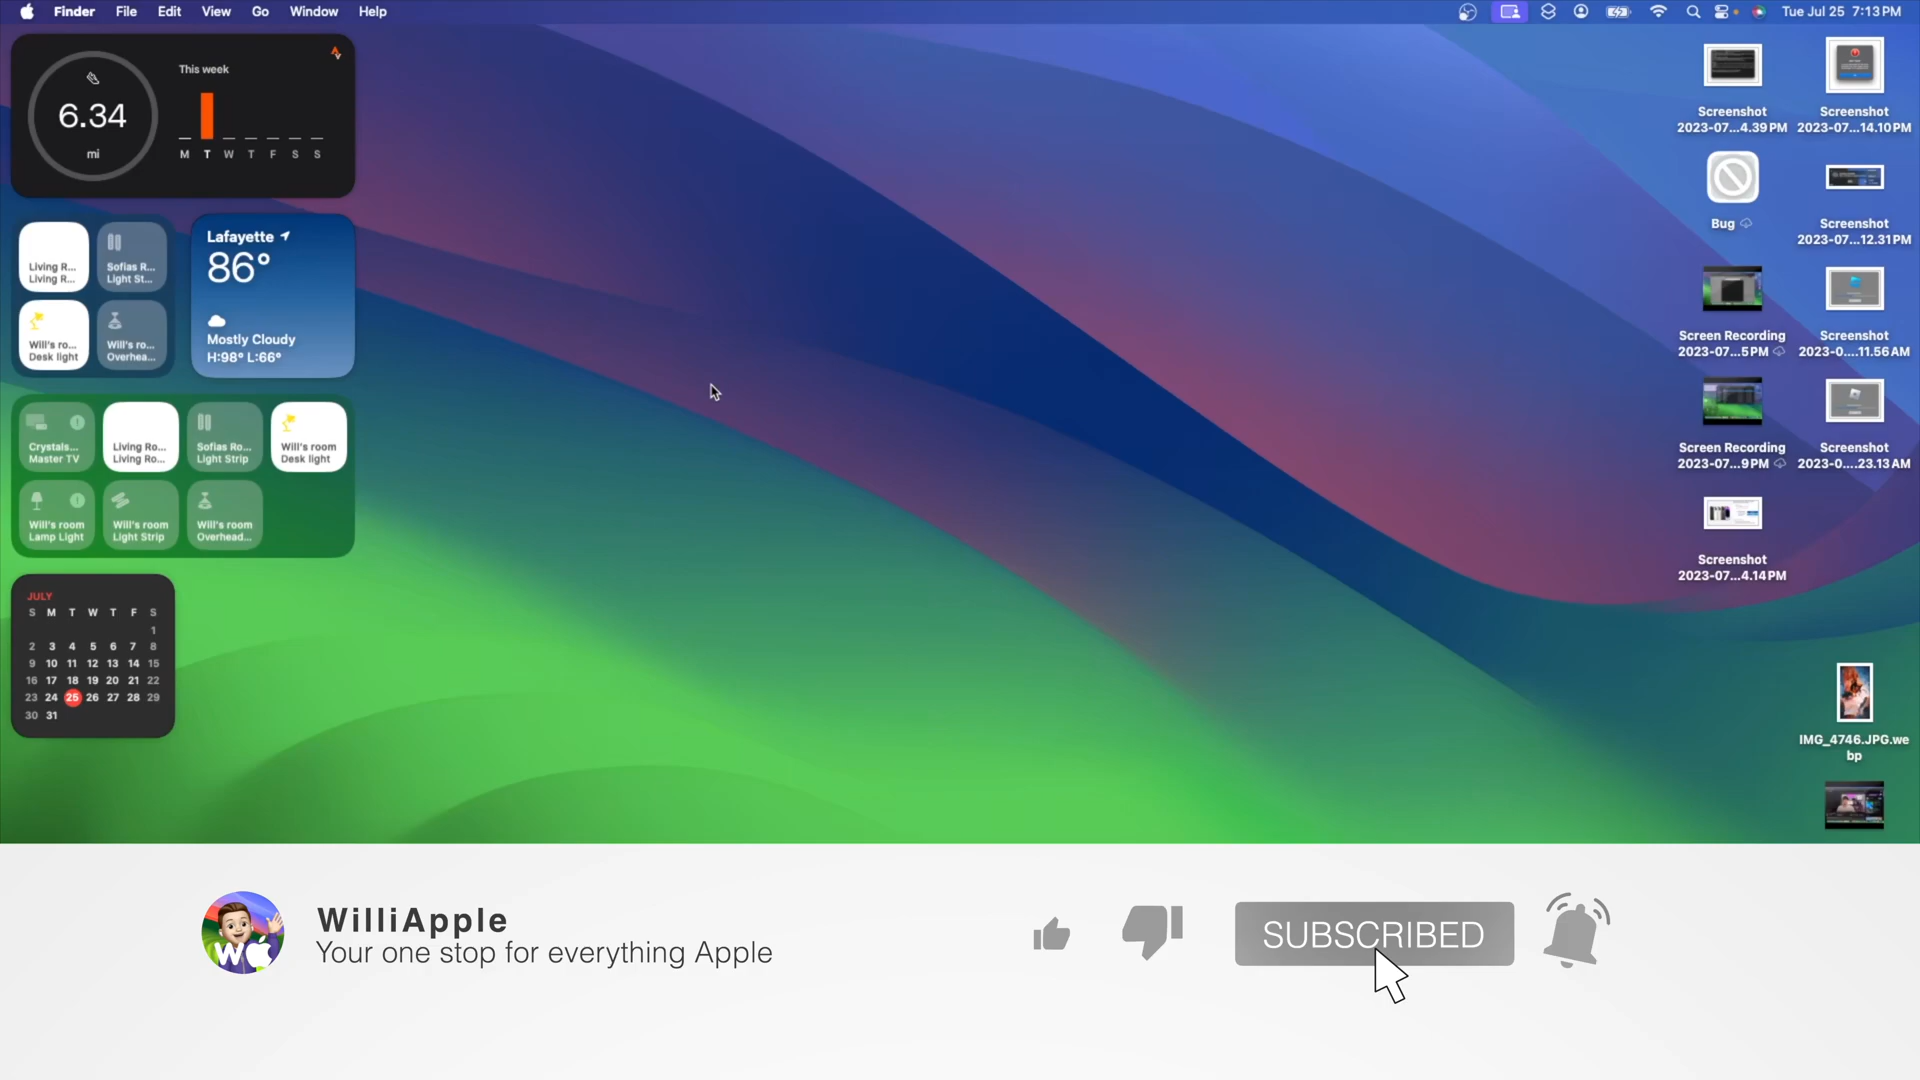 Finder File Edit View Go Window Help
Tue Jul 25 7:13 PM
This week
6.34
mi
M T W T F S S
Living R...
Living R...
Sofias R...
Light St...
Will's ro...
Desk light
Will's ro...
Overhea...
Lafayette
86°
Mostly Cloudy
H:98° L:66°
Crystals...
Master TV
Living Ro...
Living Ro...
Sofias Ro...
Light Strip
Will's room
Desk light
Will's room
Lamp Light
Will's room
Light Strip
Will's room
Overhead...
JULY
S M T W T F S
1
2 3 4 5 6 7 8
9 10 11 12 13 14 15
16 17 18 19 20 21 22
23 24 25 26 27 28 29
30 31
Screenshot
2023-07...4.39 PM
Screenshot
2023-07...14.10 PM
Bug
Screenshot
2023-07...12.31 PM
Screen Recording
2023-07...5 PM
Screenshot
2023-0....11.56 AM
Screen Recording
2023-07...9 PM
Screenshot
2023-0....23.13 AM
Screenshot
2023-07...4.14 PM
IMG_4746.JPG.we
bp
WilliApple
Your one stop for everything Apple
SUBSCRIBED